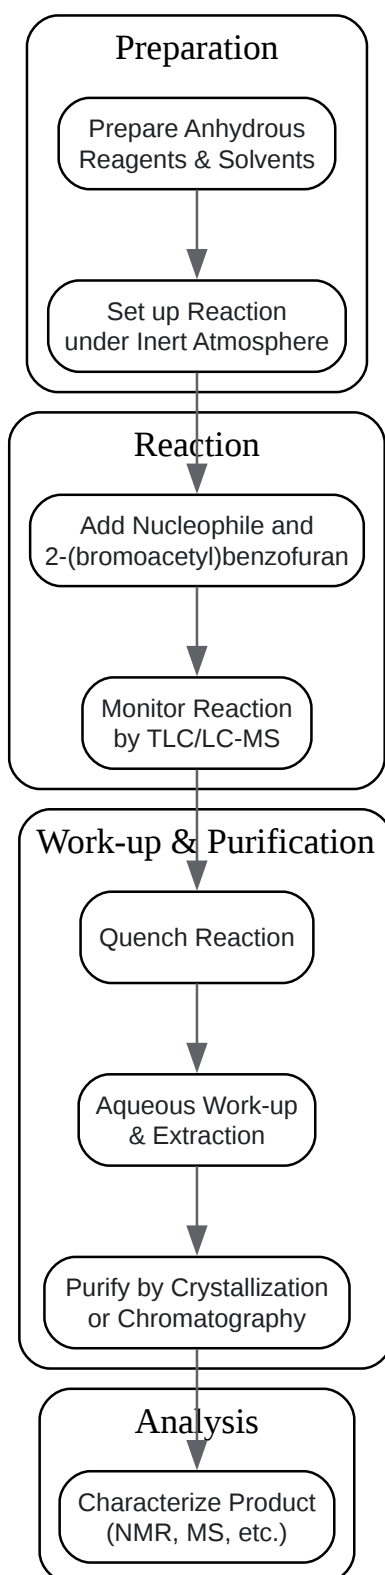 Preparation
Prepare Anhydrous
Reagents & Solvents
Set up Reaction
under Inert Atmosphere
Reaction
Add Nucleophile and
2-(bromoacetyl)benzofuran
Monitor Reaction
by TLC/LC-MS
Work-up & Purification
Quench Reaction
Aqueous Work-up
& Extraction
Purify by Crystallization
or Chromatography
Analysis
Characterize Product
(NMR, MS, etc.)